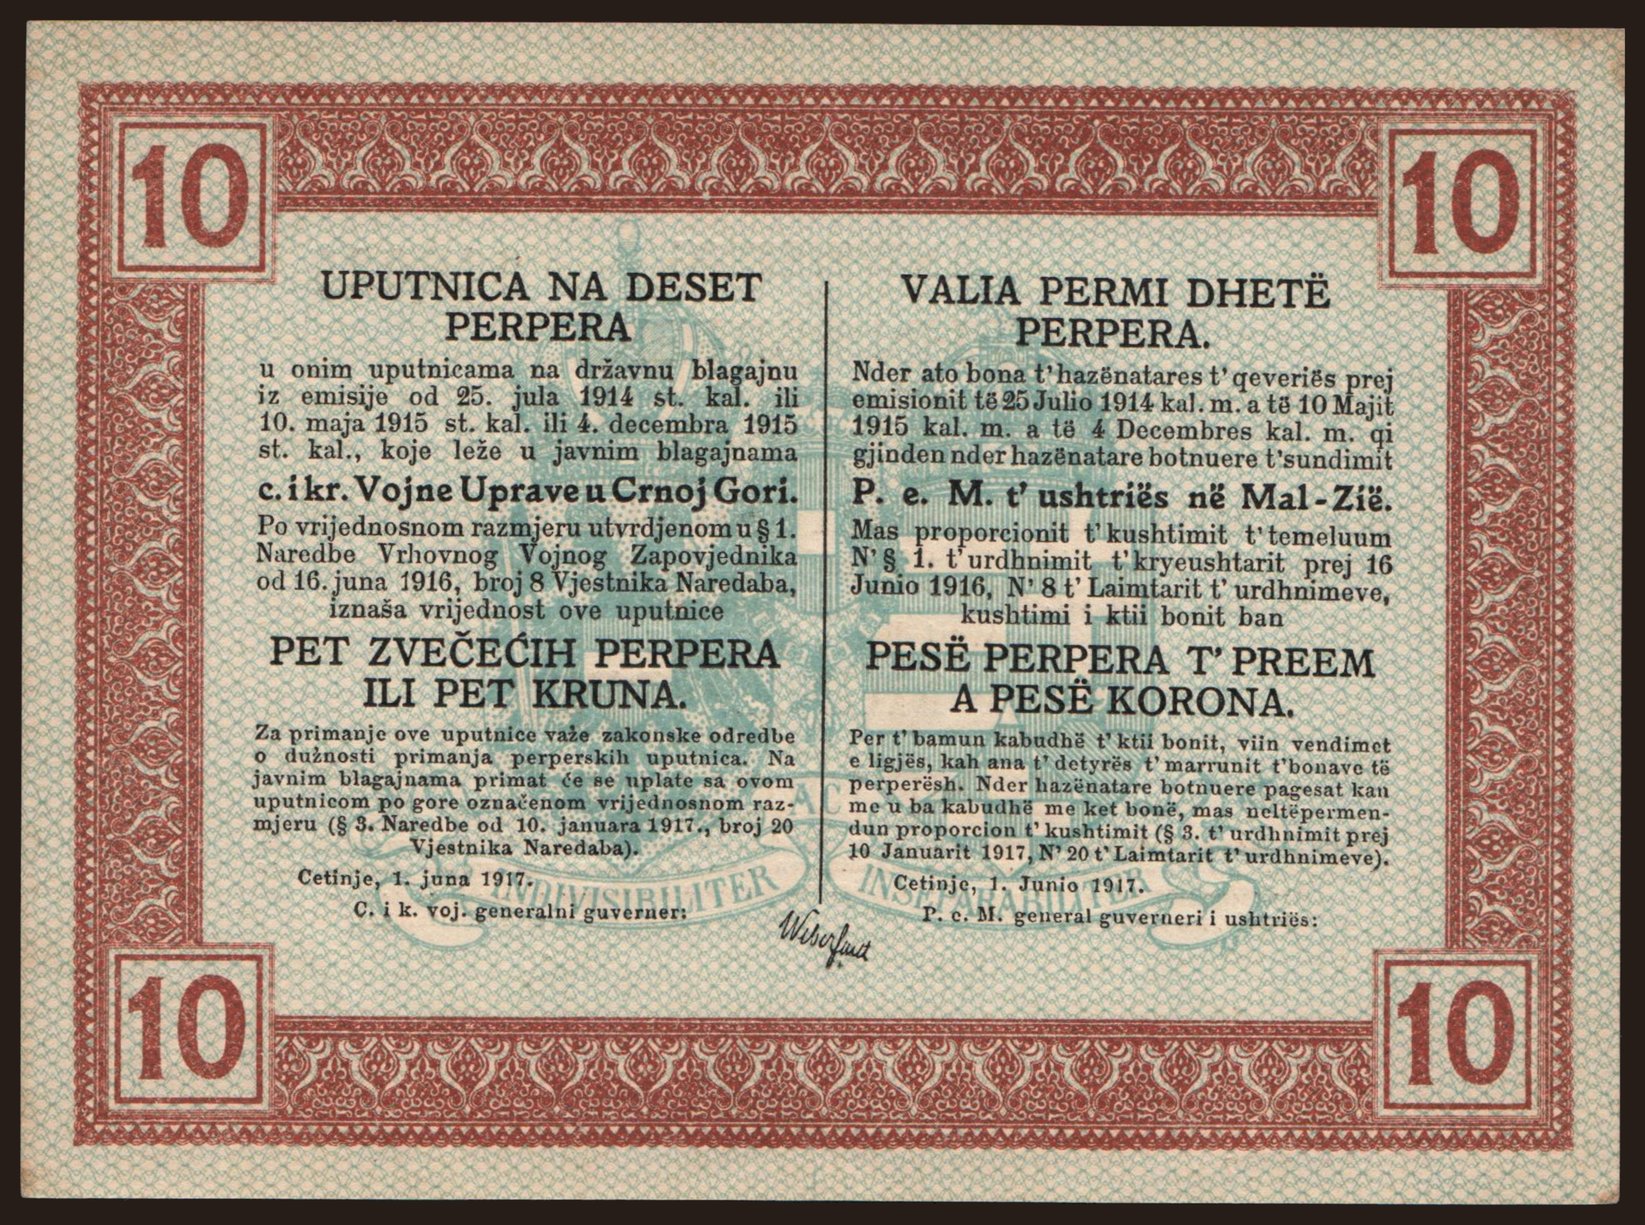 10
10
UPUTNICA NA DESET
PERPERA
u onim uputnicama na državnu blagajnu
iz emisije od 25. jula 1914 st. kal. ili
10. maja 1915 st. kal. ili 4. decembra 1915
st. kal., koje leže u javnim blagajnama
c. i kr. Vojne Uprave u Crnoj Gori.
Po vrijednosnom razmjeru utvrdjenom u § 1.
Naredbe Vrhovnog Vojnog Zapovjednika
od 16. juna 1916, broj 8 Vjestnika Naredaba,
iznaša vrijednost ove uputnice
PET ZVEČEĆIH PERPERA
ILI PET KRUNA.
Za primanje ove uputnice važe zakonske odredbe
o dužnosti primanja perperskih uputnica. Na
javnim blagajnama primat će se uplate sa ovom
uputnicom po gore označenom vrijednosnom raz-
mjeru (§ 3. Naredbe od 10. januara 1917., broj 20
Vjestnika Naredaba).
Cetinje, 1. juna 1917.
C. i k. voj. generalni guverner:
VALIA PERMI DHETË
PERPERA.
Nder ato bona t' hazënatares t' qeveriës prej
emisionit të 25 Julio 1914 kal. m. a të 10 Majit
1915 kal. m. a të 4 Decembres kal. m. qi
gjinden nder hazënatare botnuere t' sundimit
P. e. M. t' ushtriës në Mal-Zië.
Mas proporcionit t' kushtimit t' temeluum
N' § 1. t' urdhnimit t' kryeushtarit prej 16
Junio 1916, N' 8 t' Laimtarit t' urdhnimeve,
kushtimi i ktii bonit ban
PESË PERPERA T' PREEM
A PESË KORONA.
Per t' bamun kabudhë t' ktii bonit, viin vendimet
e ligjës, kah ana t' detyrës t' marrunit t' bonave të
perperësh. Nder hazënatare botnuere pagesat kan
me u ba kabudhë me ket bonë, mas neltëpermen-
dun proporcion t' kushtimit (§ 3. t' urdhnimit prej
10 Januarit 1917, N' 20 t' Laimtarit t' urdhnimeve).
Cetinje, 1. Junio 1917.
P. e. M. general guverneri i ushtriës:
INDIVISIBILITER
AC
INSEPARABILITER
10
10